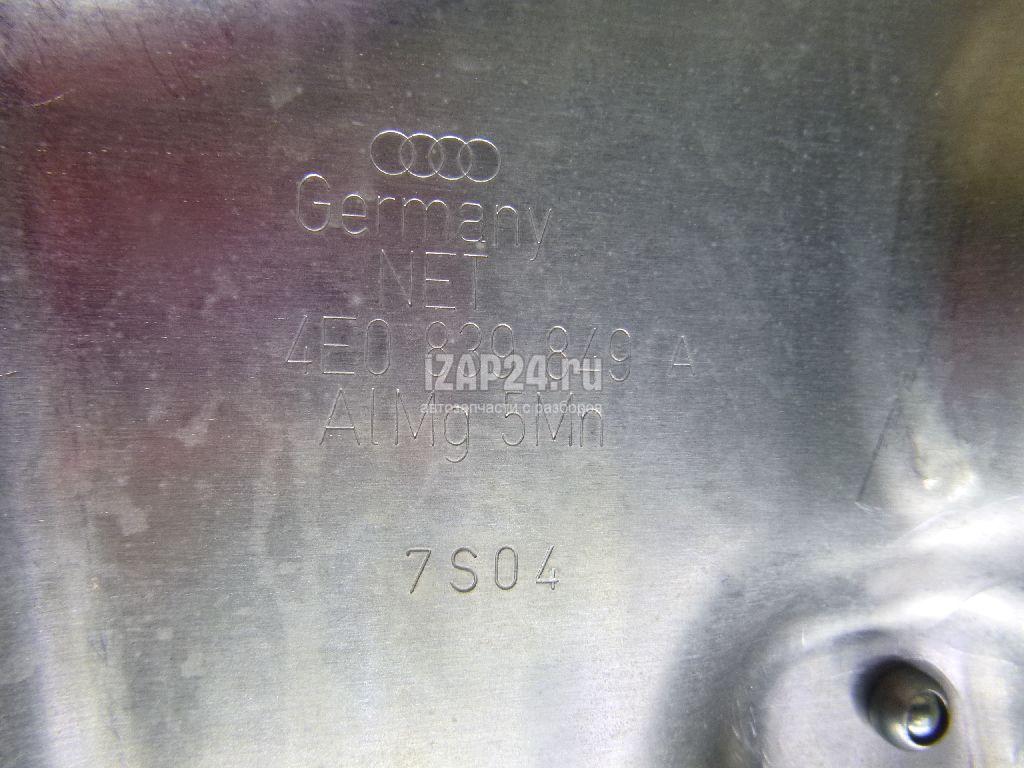 Germany
NET
4E0 839 849 A
iZAP24.ru
автозапчасти с разборов
AlMg 5Mn
7S04